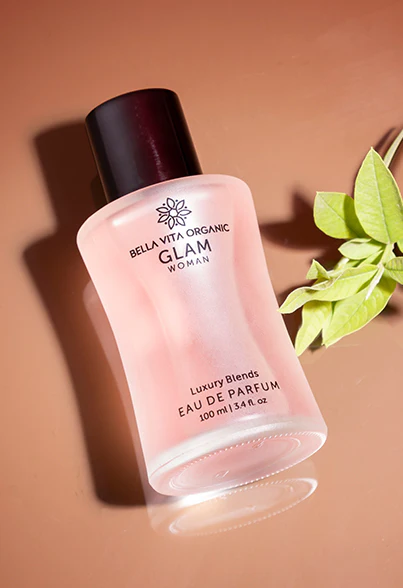 BELLA VITA ORGANIC
GLAM
WOMAN
Luxury Blends
EAU DE PARFUM
100 ml | 3.4 fl. oz